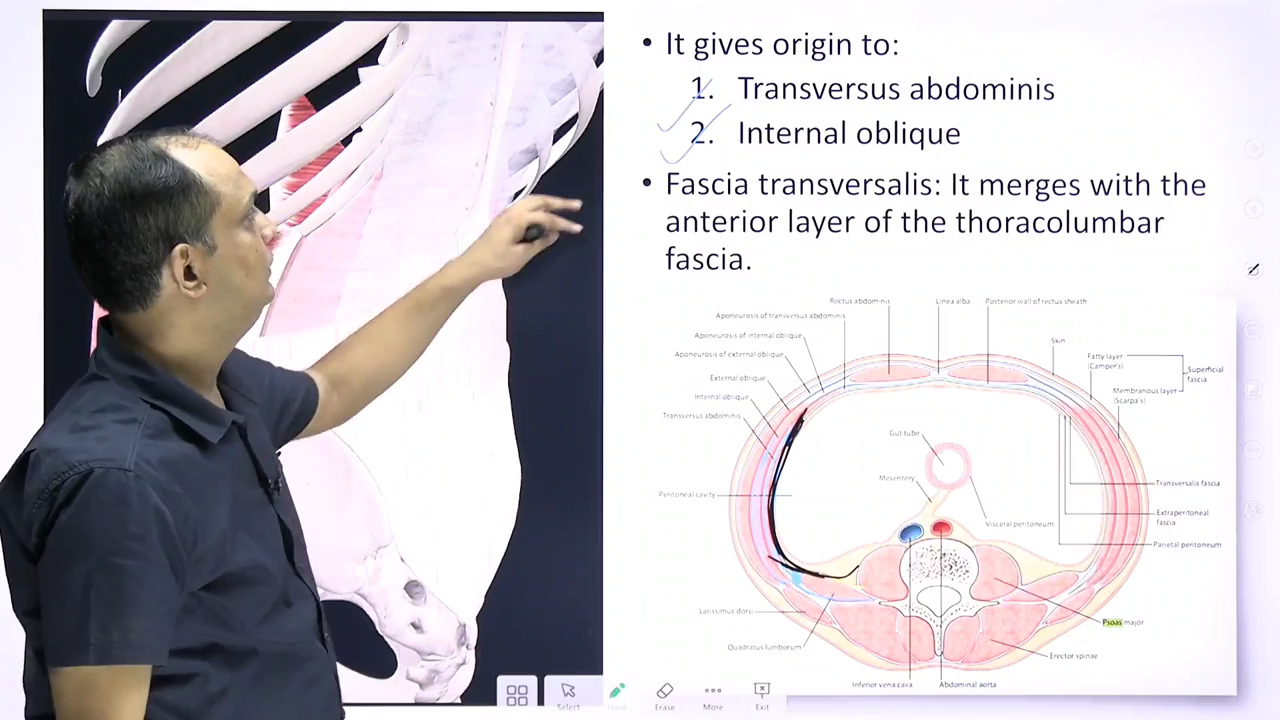 • It gives origin to:
1. Transversus abdominis
2. Internal oblique
• Fascia transversalis: It merges with the
anterior layer of the thoracolumbar
fascia.
Rectus abdominis
Linea alba
Posterior wall of rectus sheath
Aponeurosis of transversus abdominis
Aponeurosis of internal oblique
Skin
Aponeurosis of external oblique
Fatty layer
(Camper's)
Superficial
fascia
External oblique
Membranous layer
(Scarpa's)
Internal oblique
Transversus abdominis
Gut tube
Mesentery
Transversalis fascia
Peritoneal cavity
Visceral peritoneum
Extraperitoneal
fascia
Parietal peritoneum
Latissimus dorsi
Psoas major
Quadratus lumborum
Erector spinae
Inferior vena cava
Abdominal aorta
Select
Erase
More
Exit